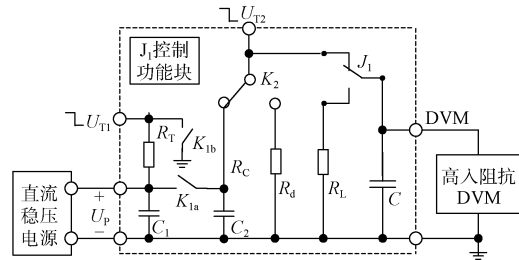 U_T2
J₁控制
功能块
J₁
K₂
U_T1
R_T
K_1b
R_C
DVM
直流
稳压
电源
+
U_P
−
K_1a
C₁
C₂
R_d
R_L
C
高入阻抗
DVM